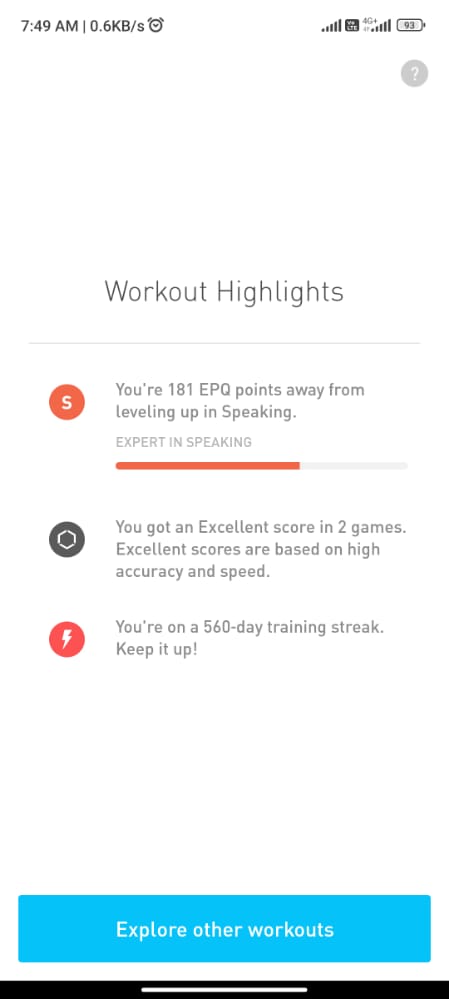 7:49 AM | 0.6KB/s
Vo LTE 4G+ 93
?
Workout Highlights
S
You're 181 EPQ points away from
leveling up in Speaking.
EXPERT IN SPEAKING
You got an Excellent score in 2 games.
Excellent scores are based on high
accuracy and speed.
You're on a 560-day training streak.
Keep it up!
Explore other workouts